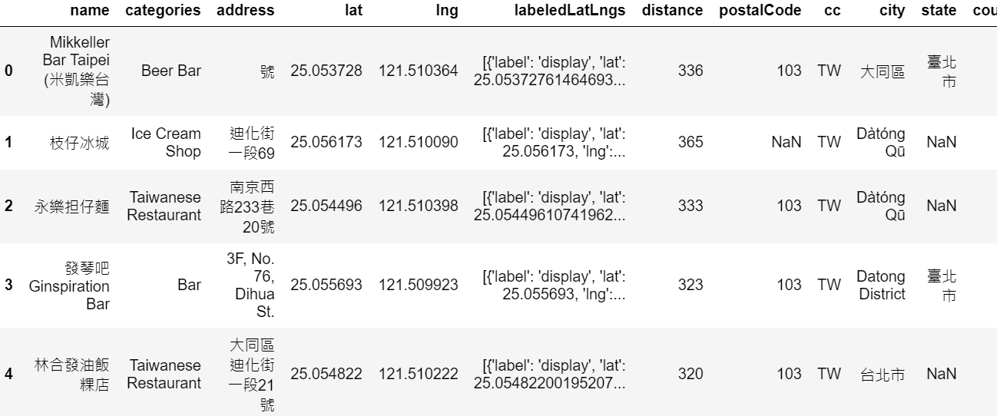 name categories address lat lng labeledLatLngs distance postalCode cc city state cou
0 Mikkeller Bar Taipei (米凱樂台灣) Beer Bar 號 25.053728 121.510364 [{'label': 'display', 'lat': 25.05372761464693... 336 103 TW 大同區 臺北市
1 枝仔冰城 Ice Cream Shop 迪化街一段69 25.056173 121.510090 [{'label': 'display', 'lat': 25.056173, 'lng':... 365 NaN TW Dàtóng Qū NaN
2 永樂担仔麵 Taiwanese Restaurant 南京西路233巷20號 25.054496 121.510398 [{'label': 'display', 'lat': 25.05449610741962... 333 103 TW Dàtóng Qū NaN
3 發琴吧 Ginspiration Bar Bar 3F, No. 76, Dihua St. 25.055693 121.509923 [{'label': 'display', 'lat': 25.055693, 'lng':... 323 103 TW Datong District 臺北市
4 林合發油飯粿店 Taiwanese Restaurant 大同區迪化街一段21號 25.054822 121.510222 [{'label': 'display', 'lat': 25.05482200195207... 320 103 TW 台北市 NaN